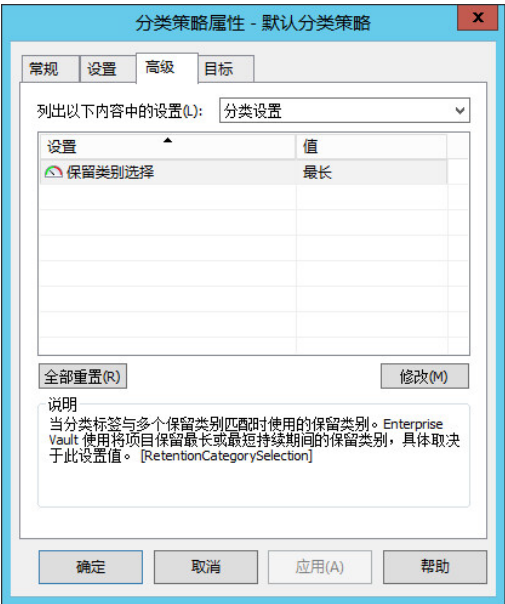 分类策略属性 - 默认分类策略
x
常规 设置 高级 目标
列出以下内容中的设置(L): 分类设置
设置 值
保留类别选择 最长
全部重置(R) 修改(M)
说明
当分类标签与多个保留类别匹配时使用的保留类别。Enterprise
Vault 使用将项目保留最长或最短持续期间的保留类别，具体取决
于此设置值。 [RetentionCategorySelection]
确定 取消 应用(A) 帮助